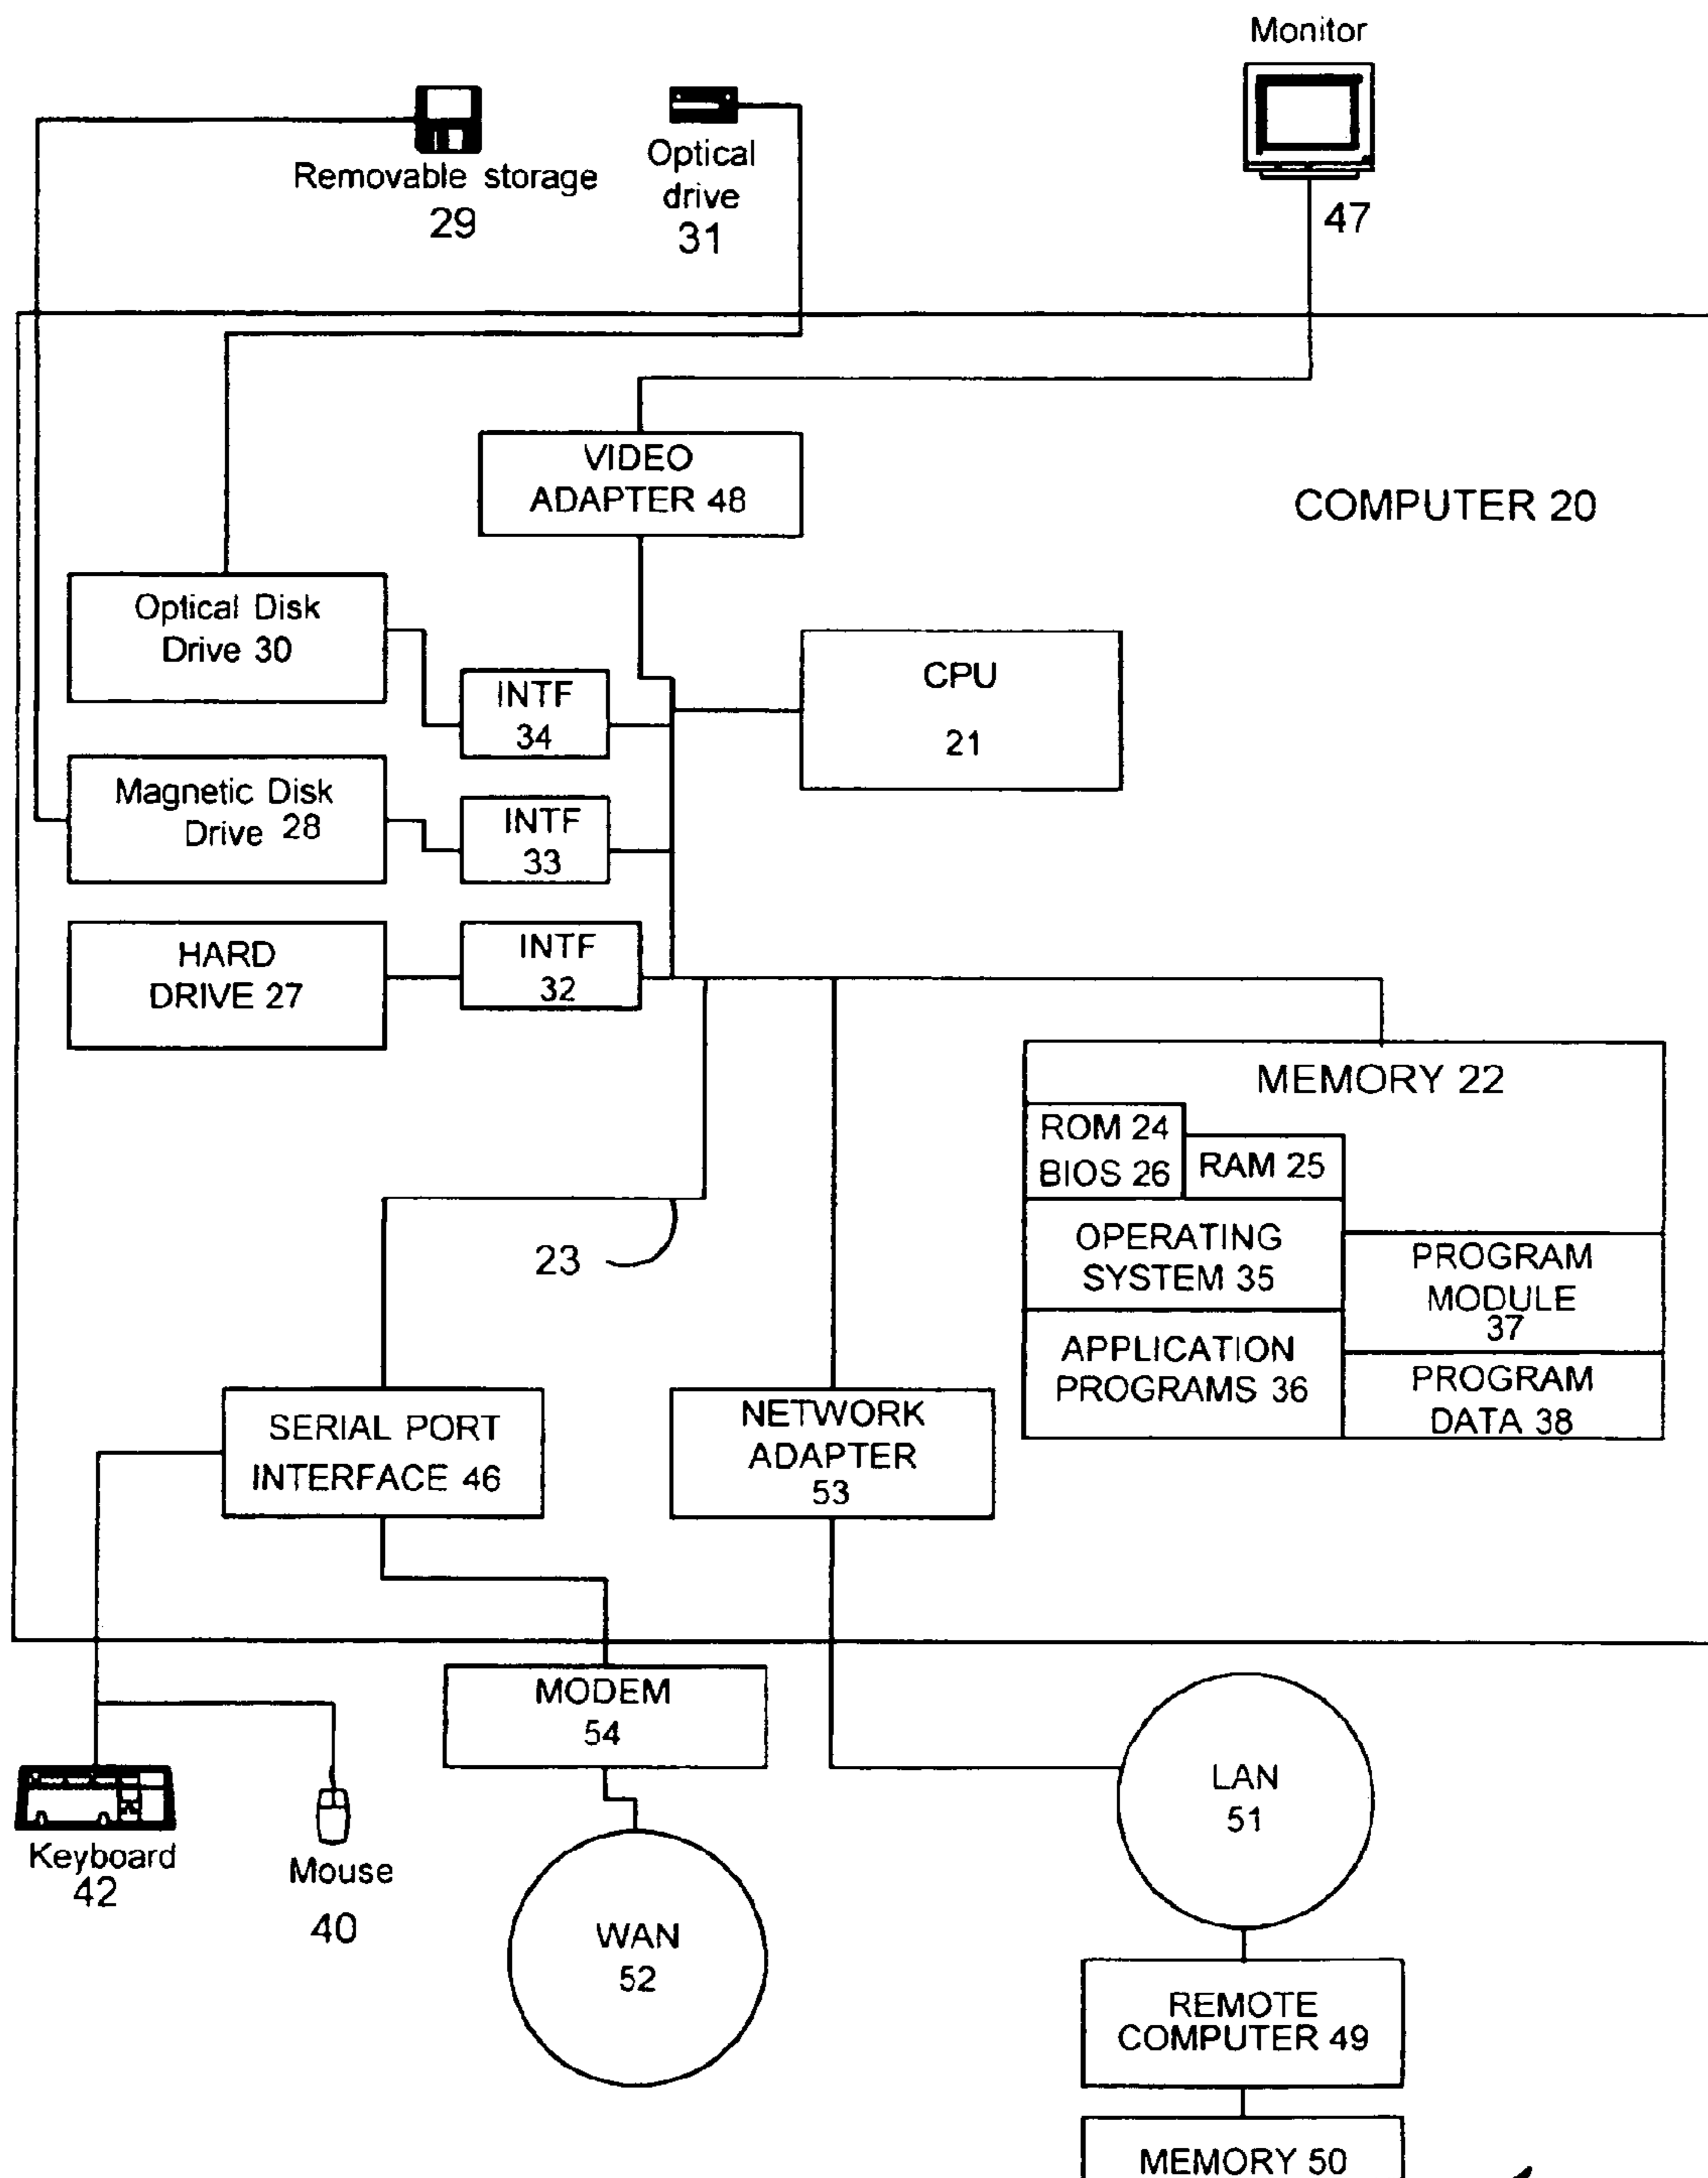 Monitor
47
Removable storage
29
Optical
drive
31
COMPUTER 20
VIDEO
ADAPTER 48
Optical Disk
Drive 30
INTF
34
CPU
21
Magnetic Disk
Drive 28
INTF
33
HARD
DRIVE 27
INTF
32
MEMORY 22
ROM 24
BIOS 26
RAM 25
OPERATING
SYSTEM 35
PROGRAM
MODULE
37
APPLICATION
PROGRAMS 36
PROGRAM
DATA 38
23
SERIAL PORT
INTERFACE 46
NETWORK
ADAPTER
53
MODEM
54
Keyboard
42
Mouse
40
WAN
52
LAN
51
REMOTE
COMPUTER 49
MEMORY 50